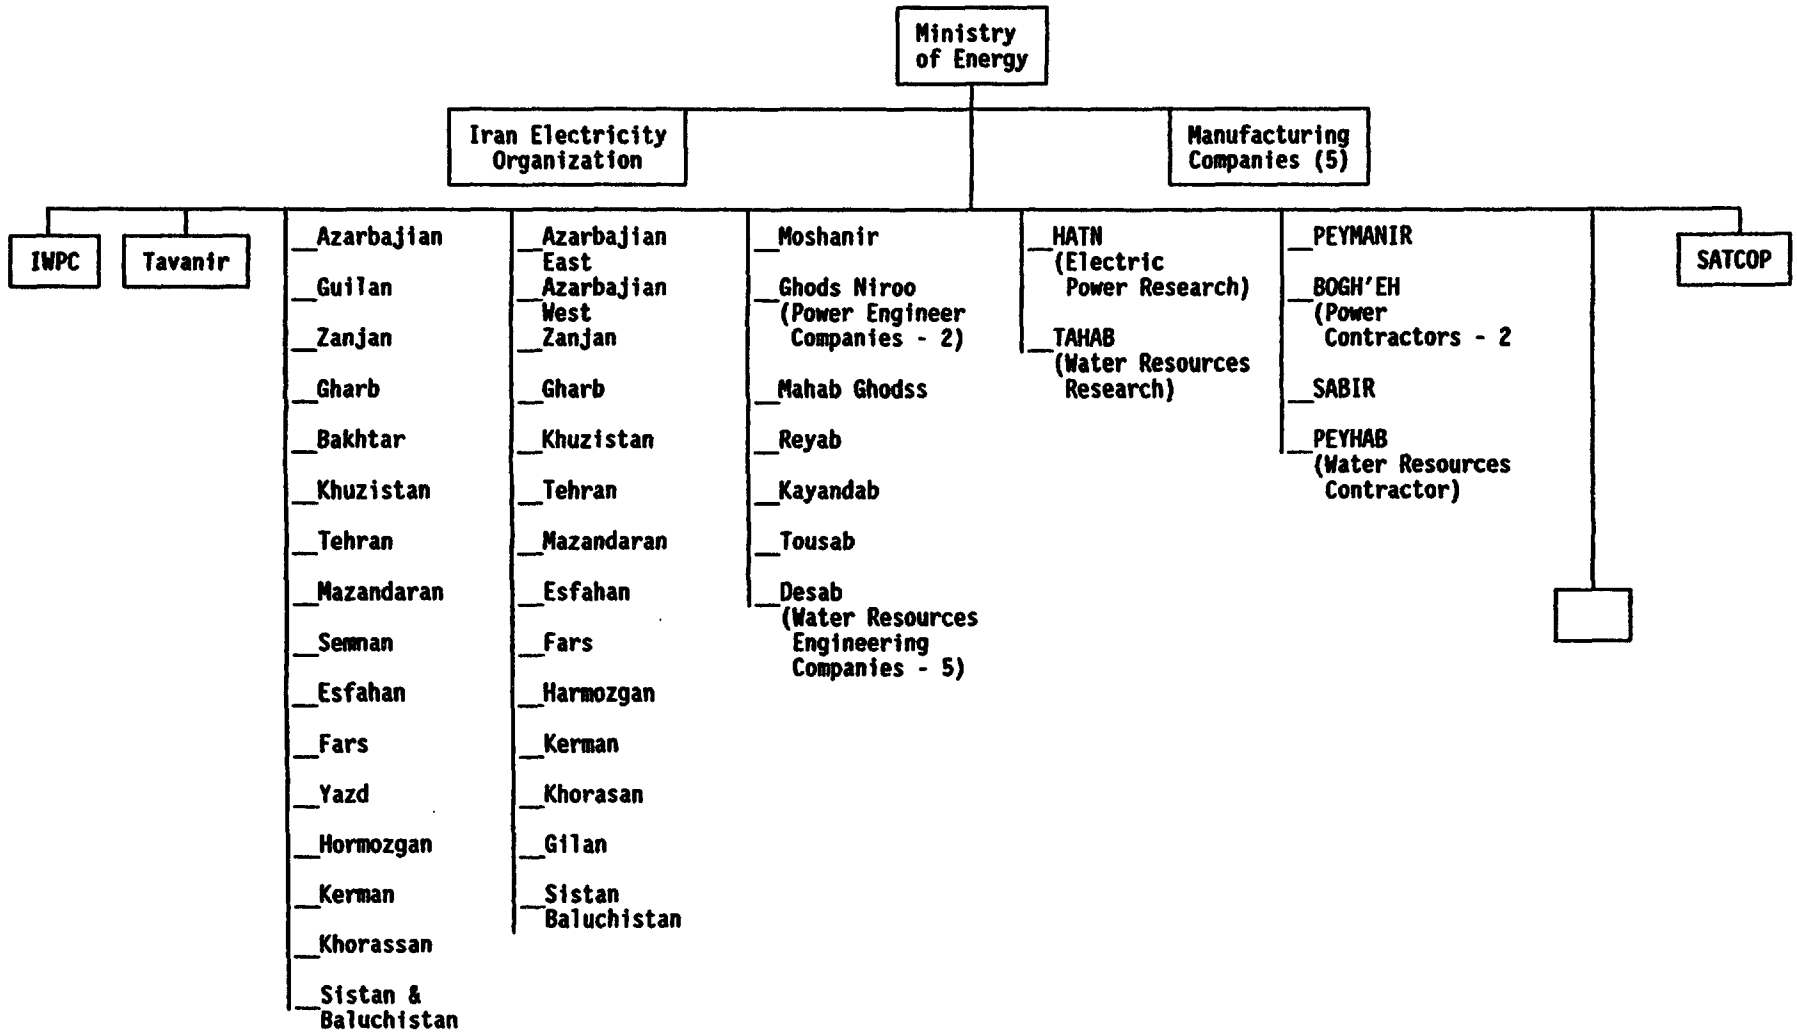 Ministry
of Energy
Iran Electricity
Organization
Manufacturing
Companies (5)
IWPC
Tavanir
Azarbajian
Guilan
Zanjan
Gharb
Bakhtar
Khuzistan
Tehran
Mazandaran
Semnan
Esfahan
Fars
Yazd
Hormozgan
Kerman
Khorassan
Sistan &
Baluchistan
Azarbajian
East
Azarbajian
West
Zanjan
Gharb
Khuzistan
Tehran
Mazandaran
Esfahan
Fars
Harmozgan
Kerman
Khorasan
Gilan
Sistan
Baluchistan
Moshanir
Ghods Niroo
(Power Engineer
Companies - 2)
Mahab Ghodss
Reyab
Kayandab
Tousab
Desab
(Water Resources
Engineering
Companies - 5)
HATN
(Electric
Power Research)
TAHAB
(Water Resources
Research)
PEYMANIR
BOGH'EH
(Power
Contractors - 2
SABIR
PEYHAB
(Water Resources
Contractor)
SATCOP